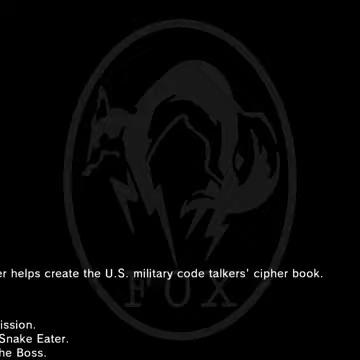 er helps create the U.S. military code talkers' cipher book.
FOX
ission.
Snake Eater.
he Boss.